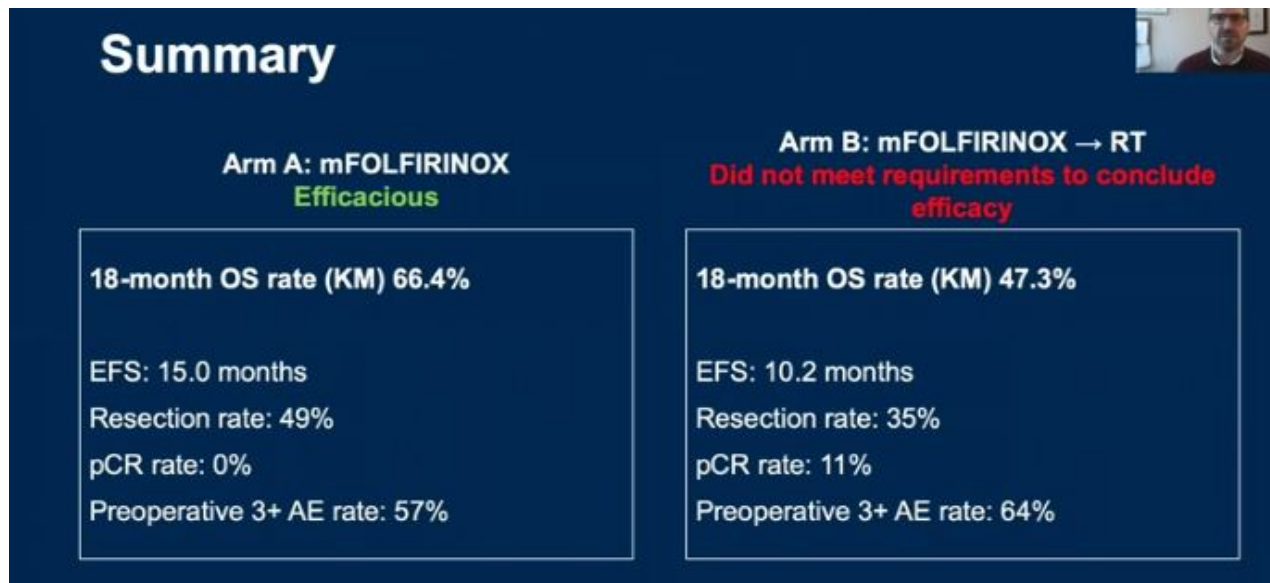 Summary
Arm A: mFOLFIRINOX
Efficacious
18-month OS rate (KM) 66.4%
EFS: 15.0 months
Resection rate: 49%
pCR rate: 0%
Preoperative 3+ AE rate: 57%
Arm B: mFOLFIRINOX → RT
Did not meet requirements to conclude
efficacy
18-month OS rate (KM) 47.3%
EFS: 10.2 months
Resection rate: 35%
pCR rate: 11%
Preoperative 3+ AE rate: 64%